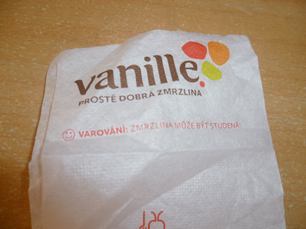 vanille.
PROSTĚ DOBRÁ ZMRZLINA
VAROVÁNÍ: ZMRZLINA MŮŽE BÝT STUDENÁ!